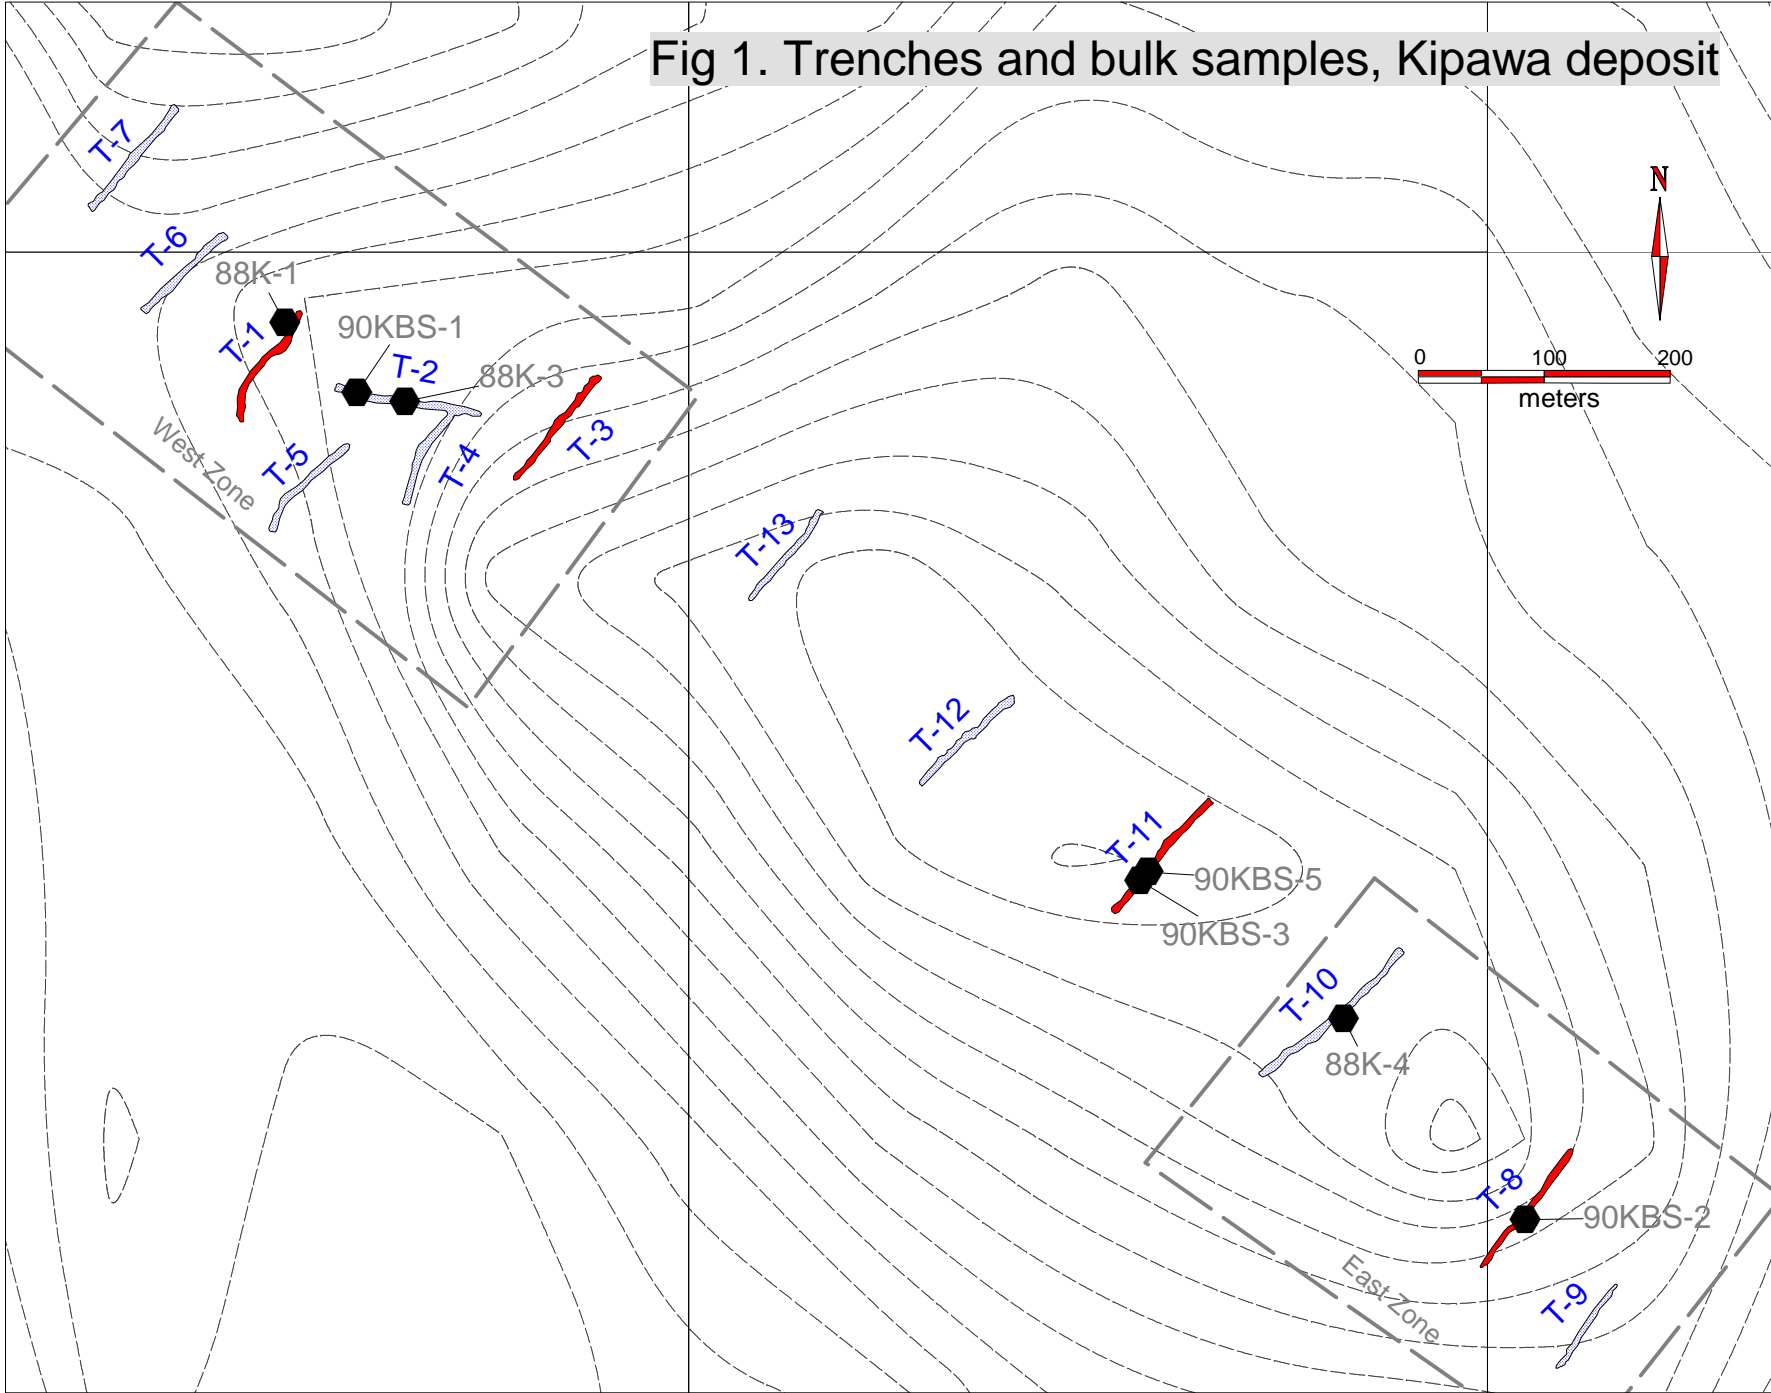 Fig 1. Trenches and bulk samples, Kipawa deposit
T-7
N
T-6
88K-1
T-1
90KBS-1
T-2
88K-3
0 100 200
meters
West Zone
T-5
T-4
T-3
T-13
T-12
T-11
90KBS-5
90KBS-3
T-10
88K-4
T-8
90KBS-2
East Zone
T-9